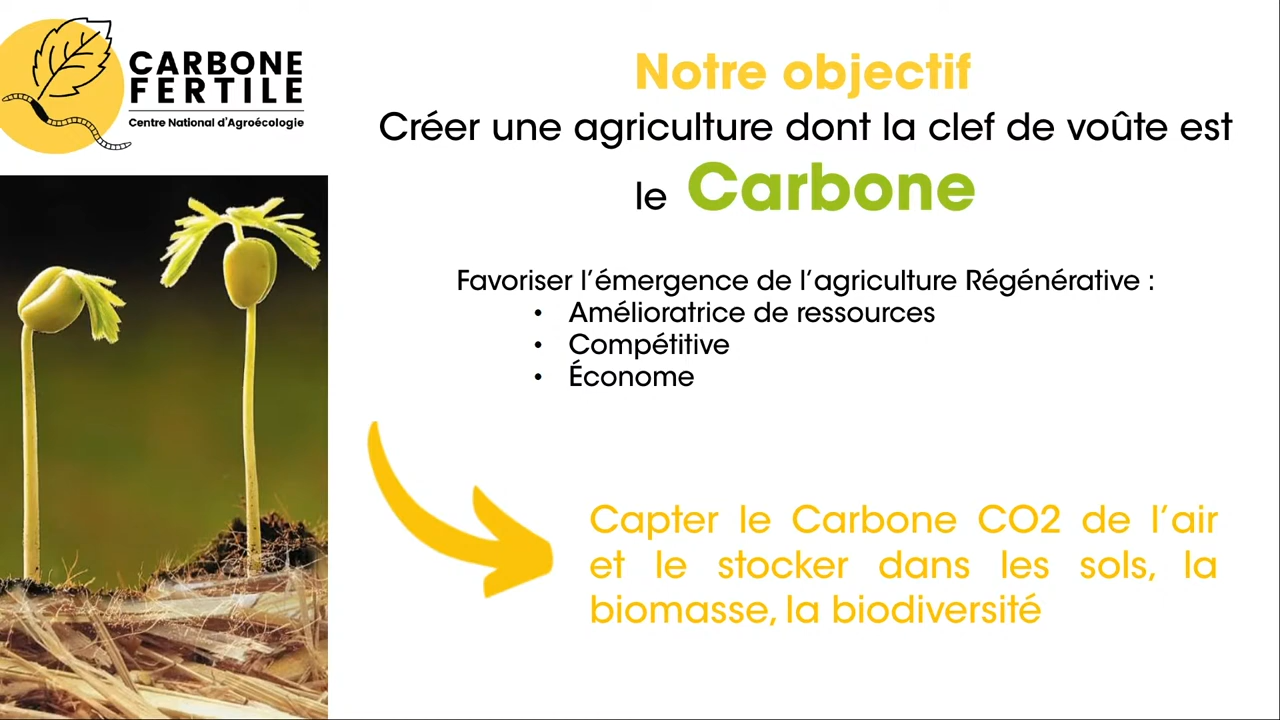 CARBONE
FERTILE
Centre National d'Agroécologie
Notre objectif
Créer une agriculture dont la clef de voûte est
le Carbone
Favoriser l'émergence de l'agriculture Régénérative :
• Amélioratrice de ressources
• Compétitive
• Économe
Capter le Carbone CO2 de l'air
et le stocker dans les sols, la
biomasse, la biodiversité